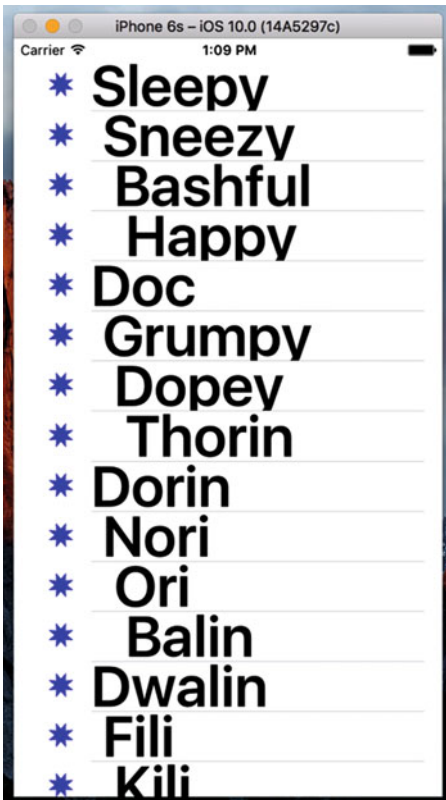 iPhone 6s – iOS 10.0 (14A5297c)
Carrier 1:09 PM
Sleepy
Sneezy
Bashful
Happy
Doc
Grumpy
Dopey
Thorin
Dorin
Nori
Ori
Balin
Dwalin
Fili
Kili